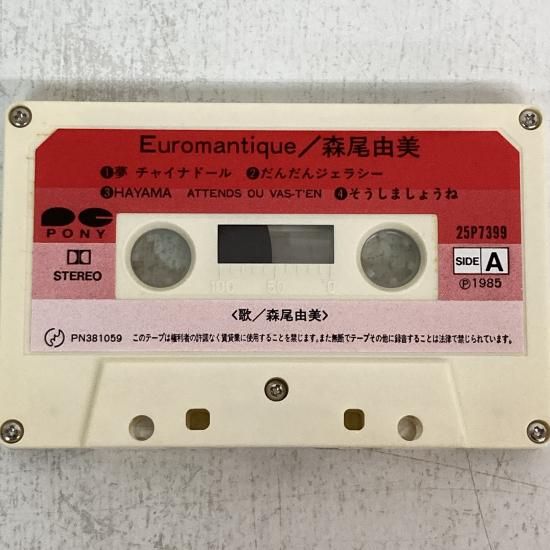 Euromantique／森尾由美
❶夢 チャイナドール ❷だんだんジェラシー
❸HAYAMA ATTENDS OU VAS-T'EN ❹そうしましょうね
PONY
25P7399
STEREO
SIDE A
Ⓟ1985
100 50 0
〈歌／森尾由美〉
PN381059 このテープは権利者の許諾なく賃貸業に使用することを禁じます。また無断でテープその他に録音することは法律で禁じられています。